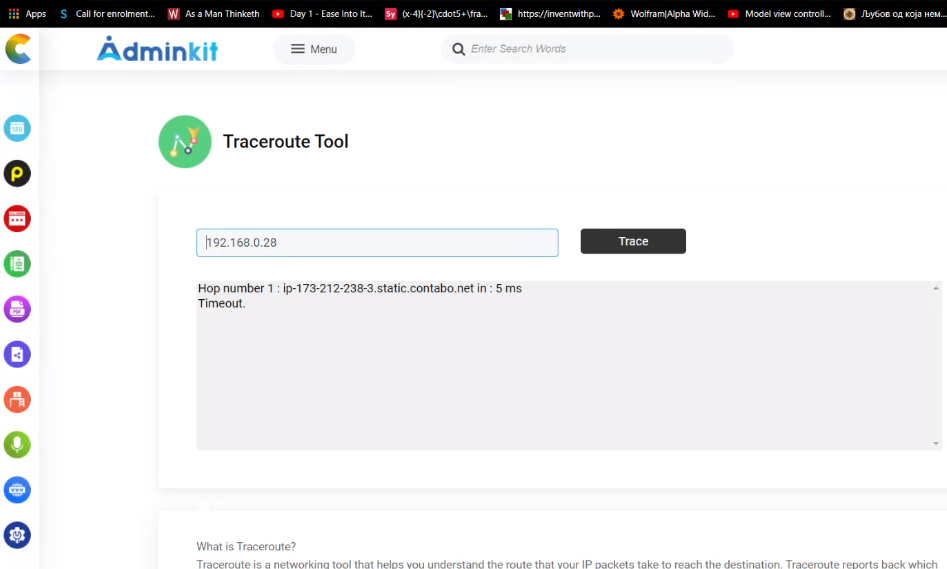 Apps Call for enrolment... As a Man Thinketh Day 1 - Ease Into It... (x-4)(-2}\cdot5+\fra... https://inventwithp... Wolfram|Alpha Wid... Model view controll... Љубов од која нем...
Adminkit Menu Enter Search Words
Traceroute Tool
192.168.0.28 Trace
Hop number 1 : ip-173-212-238-3.static.contabo.net in : 5 ms
Timeout.
What is Traceroute?
Traceroute is a networking tool that helps you understand the route that your IP packets take to reach the destination. Traceroute reports back which